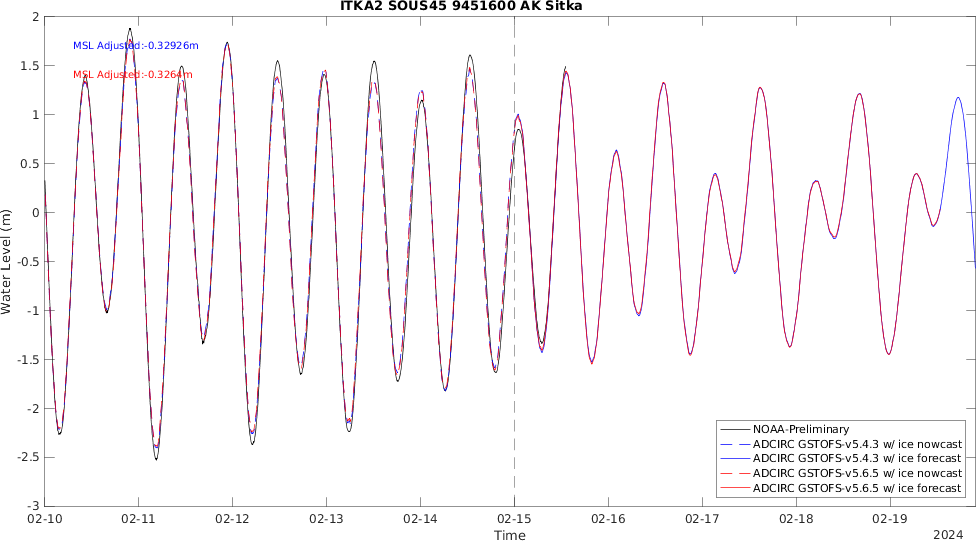 ITKA2 SOUS45 9451600 AK Sitka
MSL Adjusted:-0.32926m
MSL Adjusted:-0.3264m
Water Level (m)
2
1.5
1
0.5
0
-0.5
-1
-1.5
-2
-2.5
-3
NOAA-Preliminary
ADCIRC GSTOFS-v5.4.3 w/ ice nowcast
ADCIRC GSTOFS-v5.4.3 w/ ice forecast
ADCIRC GSTOFS-v5.6.5 w/ ice nowcast
ADCIRC GSTOFS-v5.6.5 w/ ice forecast
02-10 02-11 02-12 02-13 02-14 02-15 02-16 02-17 02-18 02-19
Time
2024